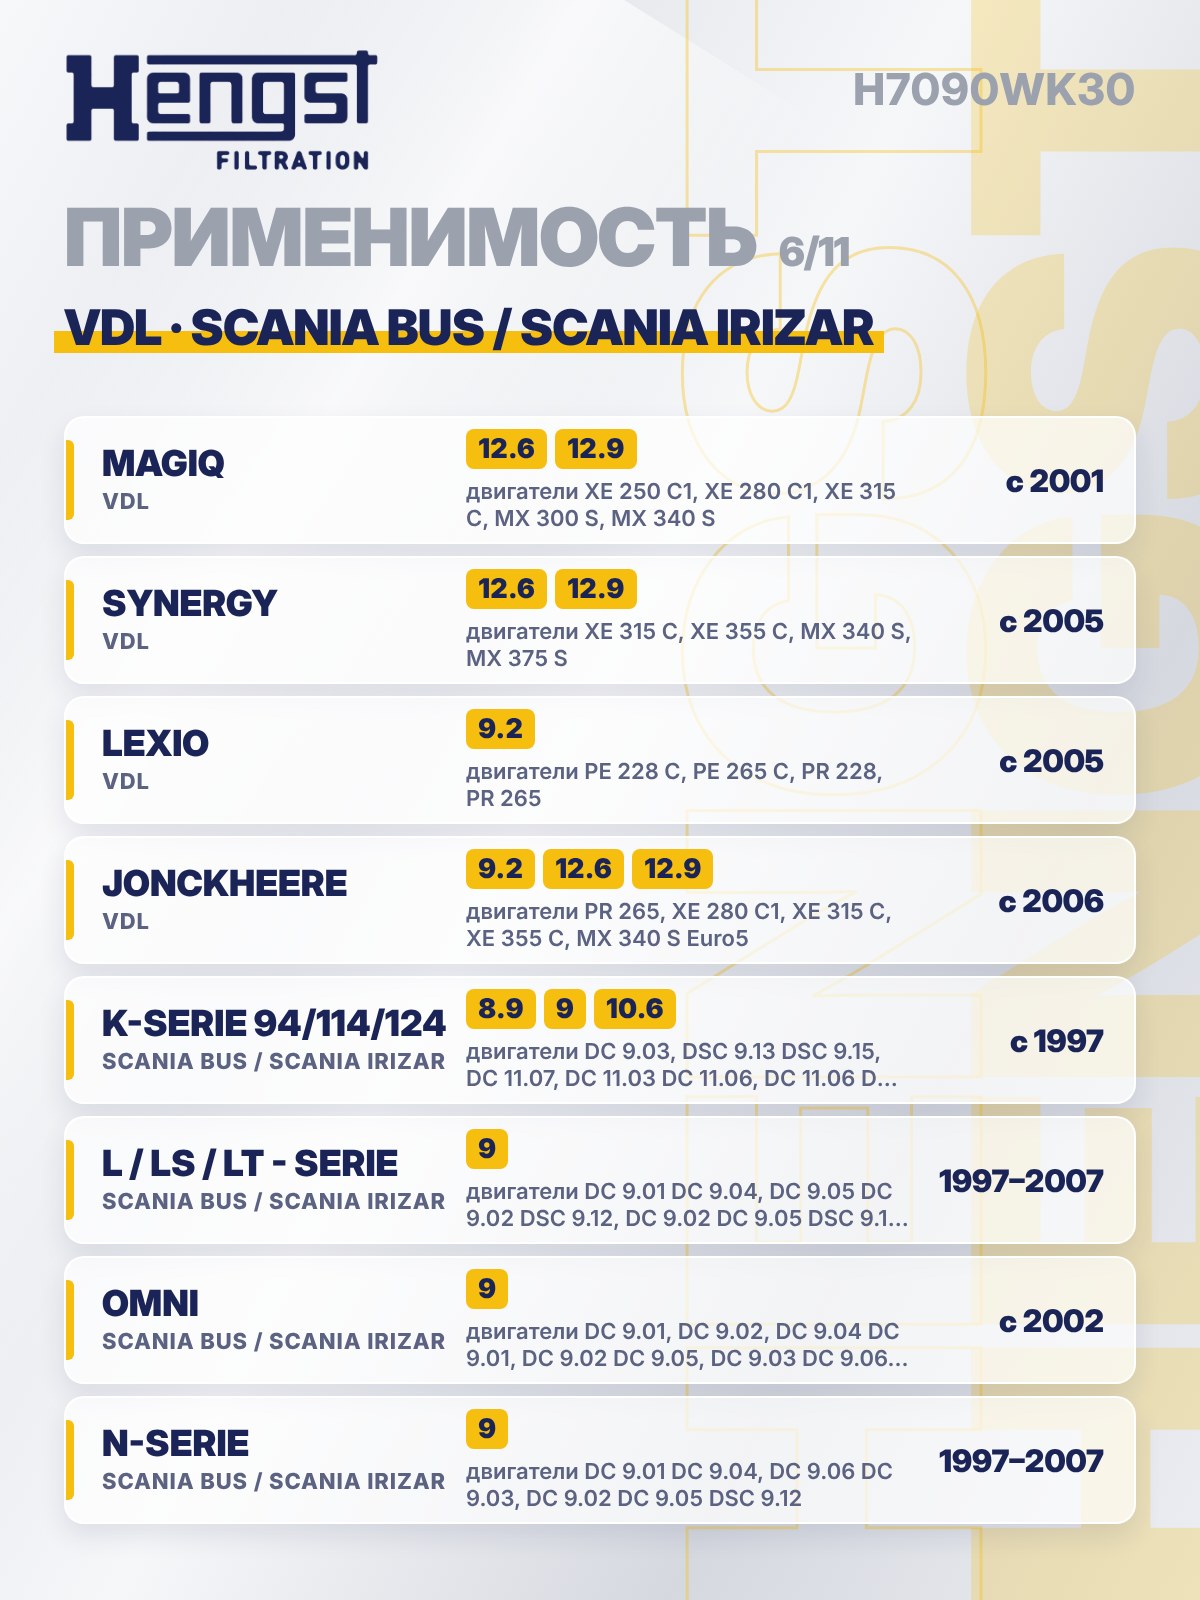 Hengst
FILTRATION
H7090WK30
ПРИМЕНИМОСТЬ 6/11
VDL · SCANIA BUS / SCANIA IRIZAR
MAGIQ
VDL
12.6 12.9
двигатели XE 250 C1, XE 280 C1, XE 315
C, MX 300 S, MX 340 S
с 2001
SYNERGY
VDL
12.6 12.9
двигатели XE 315 C, XE 355 C, MX 340 S,
MX 375 S
с 2005
LEXIO
VDL
9.2
двигатели PE 228 C, PE 265 C, PR 228,
PR 265
с 2005
JONCKHEERE
VDL
9.2 12.6 12.9
двигатели PR 265, XE 280 C1, XE 315 C,
XE 355 C, MX 340 S Euro5
с 2006
K-SERIE 94/114/124
SCANIA BUS / SCANIA IRIZAR
8.9 9 10.6
двигатели DC 9.03, DSC 9.13 DSC 9.15,
DC 11.07, DC 11.03 DC 11.06, DC 11.06 D...
с 1997
L / LS / LT - SERIE
SCANIA BUS / SCANIA IRIZAR
9
двигатели DC 9.01 DC 9.04, DC 9.05 DC
9.02 DSC 9.12, DC 9.02 DC 9.05 DSC 9.1...
1997–2007
OMNI
SCANIA BUS / SCANIA IRIZAR
9
двигатели DC 9.01, DC 9.02, DC 9.04 DC
9.01, DC 9.02 DC 9.05, DC 9.03 DC 9.06...
с 2002
N-SERIE
SCANIA BUS / SCANIA IRIZAR
9
двигатели DC 9.01 DC 9.04, DC 9.06 DC
9.03, DC 9.02 DC 9.05 DSC 9.12
1997–2007